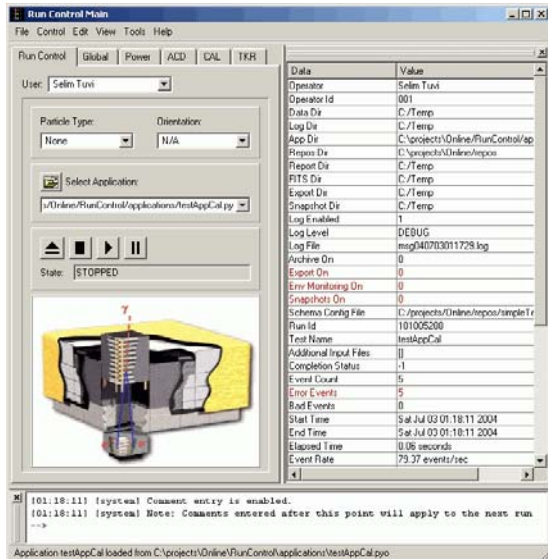 Run Control Main
File Control Edit View Tools Help
Run Control Global Power ACD CAL TKR
User: Selim Tuvi
Particle Type: Orientation:
None N/A
Select Application:
s/Online/RunControl/applications/testAppCal.py
State: STOPPED
γ
Data Value
Operator Selim Tuvi
Operator Id 001
Data Dir C:/Temp
Log Dir C:/Temp
App Dir C:\projects\Online/RunControl/ap
Repos Dir C:\projects\Online/repos
Report Dir C:/Temp
FITS Dir C:/Temp
Export Dir C:/Temp
Snapshot Dir C:/Temp
Log Enabled 1
Log Level DEBUG
Log File msg040703011729.log
Archive On 0
Export On 0
Env Monitoring On 0
Snapshots On 0
Schema Config File C:/projects/Online/repos/simpleTe
Run Id 101005200
Test Name testAppCal
Additional Input Files []
Completion Status -1
Event Count 5
Error Events 5
Bad Events 0
Start Time Sat Jul 03 01:18:11 2004
End Time Sat Jul 03 01:18:11 2004
Elapsed Time 0.06 seconds
Event Rate 79.37 events/sec
[01:18:11] [system] Comment entry is enabled.
[01:18:11] [system] Note: Comments entered after this point will apply to the next run
-->
Application testAppCal loaded from C:\projects\Online\RunControl\applications\testAppCal.pyo